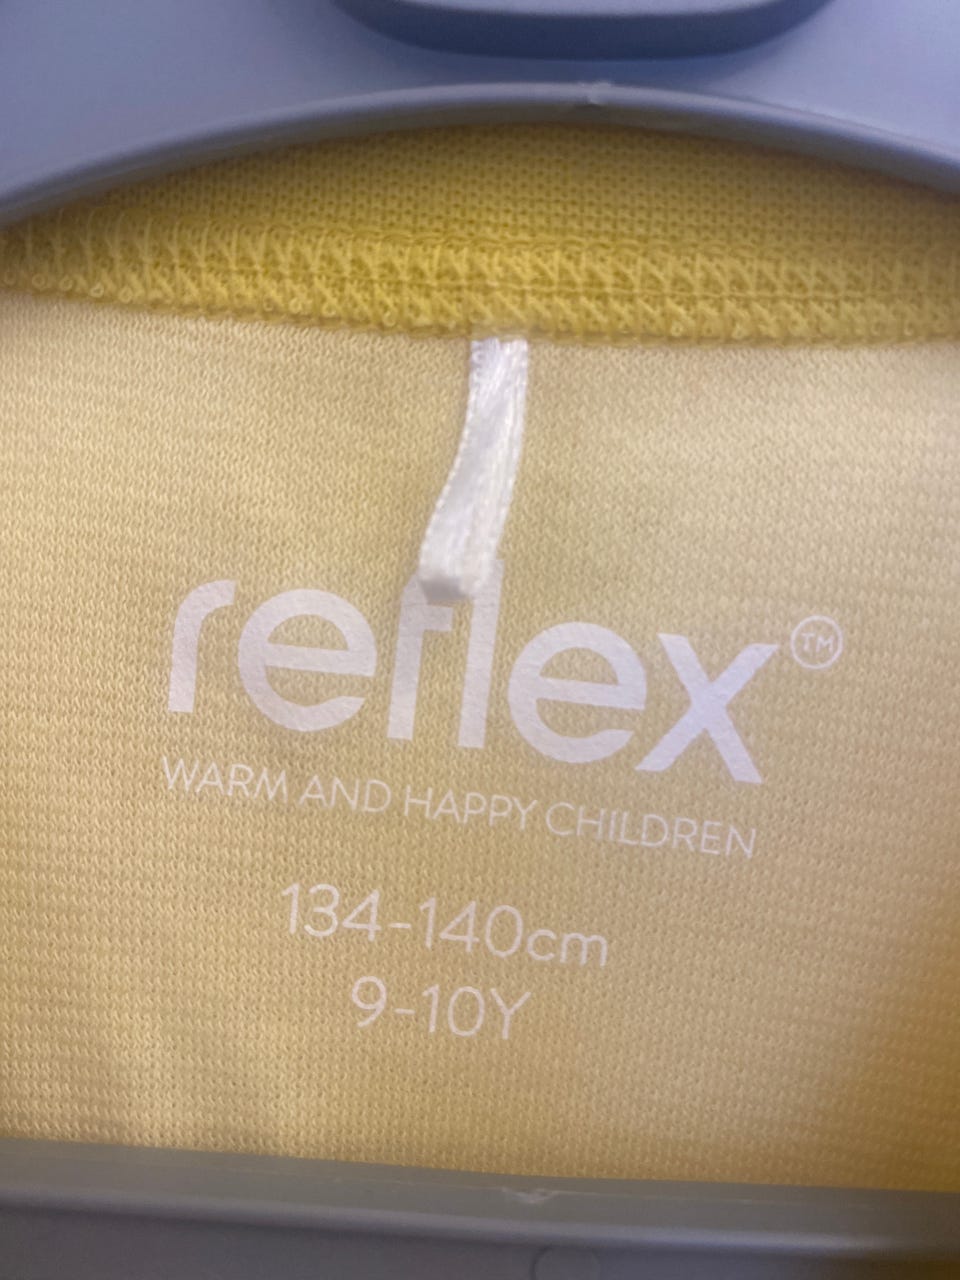 reflex™
WARM AND HAPPY CHILDREN
134-140cm
9-10Y